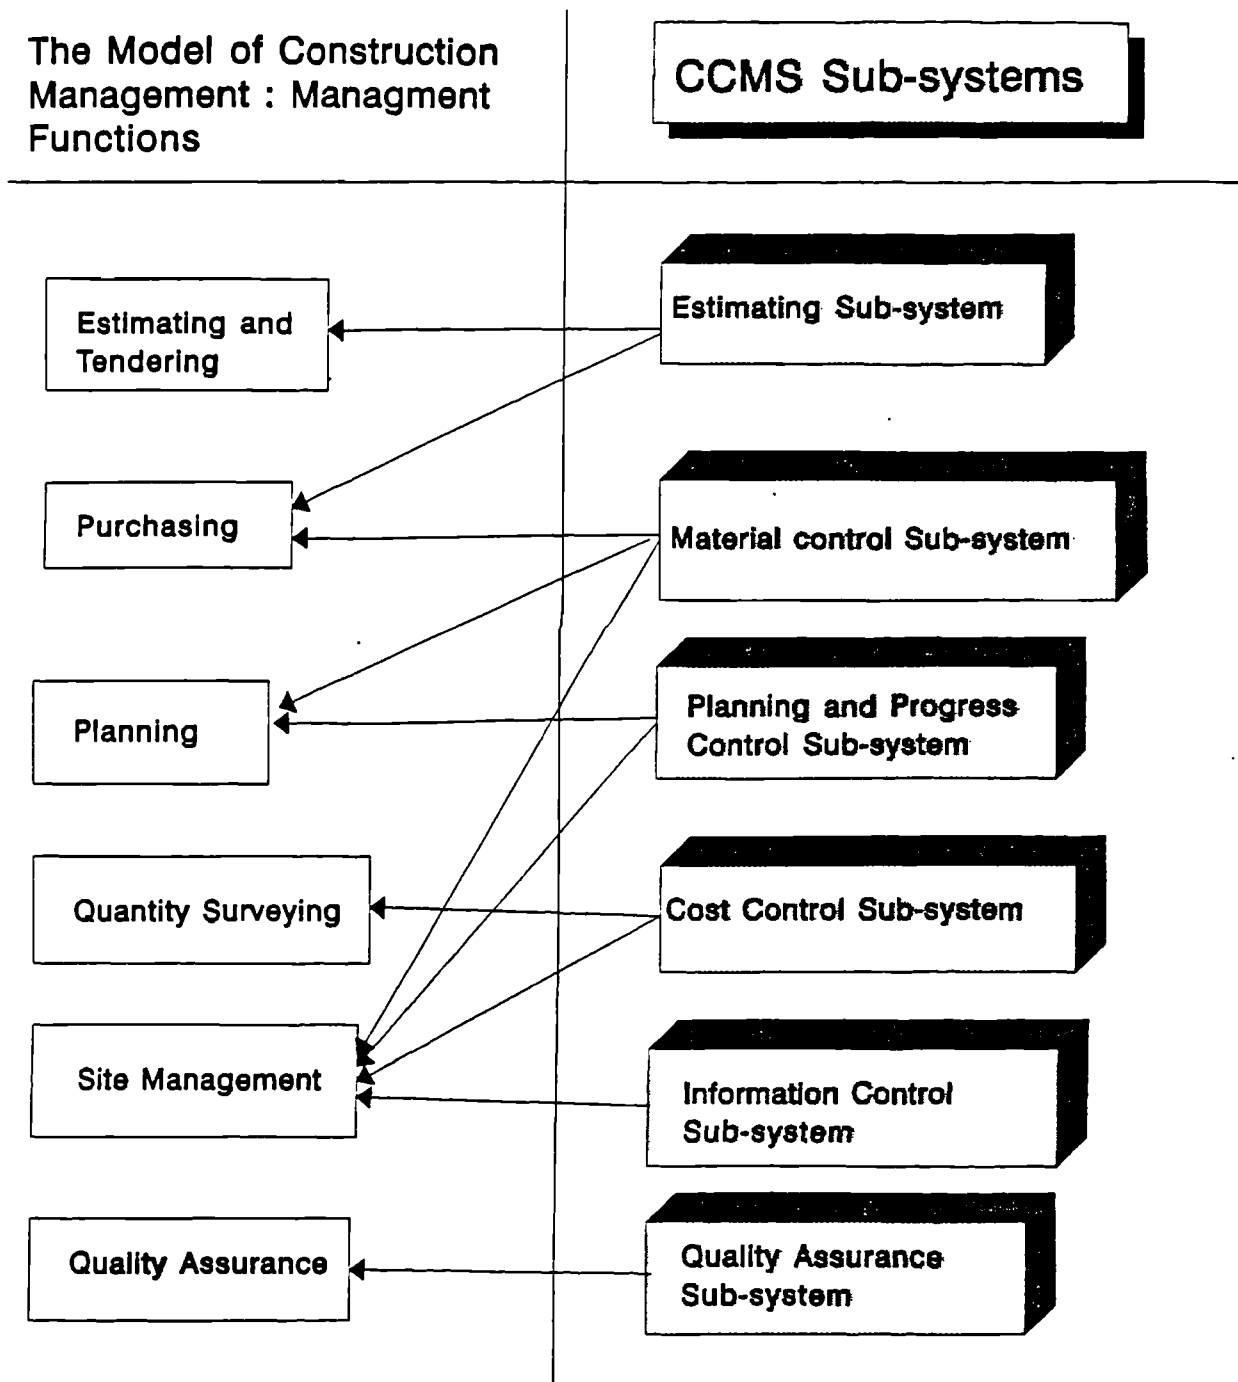 The Model of Construction
Management : Managment
Functions
CCMS Sub-systems
Estimating and
Tendering
Estimating Sub-system
Purchasing
Material control Sub-system
Planning
Planning and Progress
Control Sub-system
Quantity Surveying
Cost Control Sub-system
Site Management
Information Control
Sub-system
Quality Assurance
Quality Assurance
Sub-system